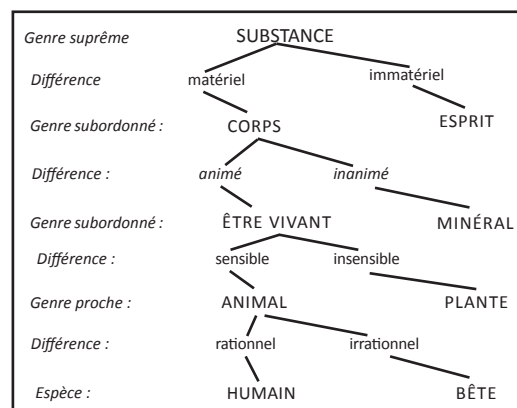 Genre suprême SUBSTANCE
Différence matériel immatériel
Genre subordonné : CORPS ESPRIT
Différence : animé inanimé
Genre subordonné : ÊTRE VIVANT MINÉRAL
Différence : sensible insensible
Genre proche : ANIMAL PLANTE
Différence : rationnel irrationnel
Espèce : HUMAIN BÊTE